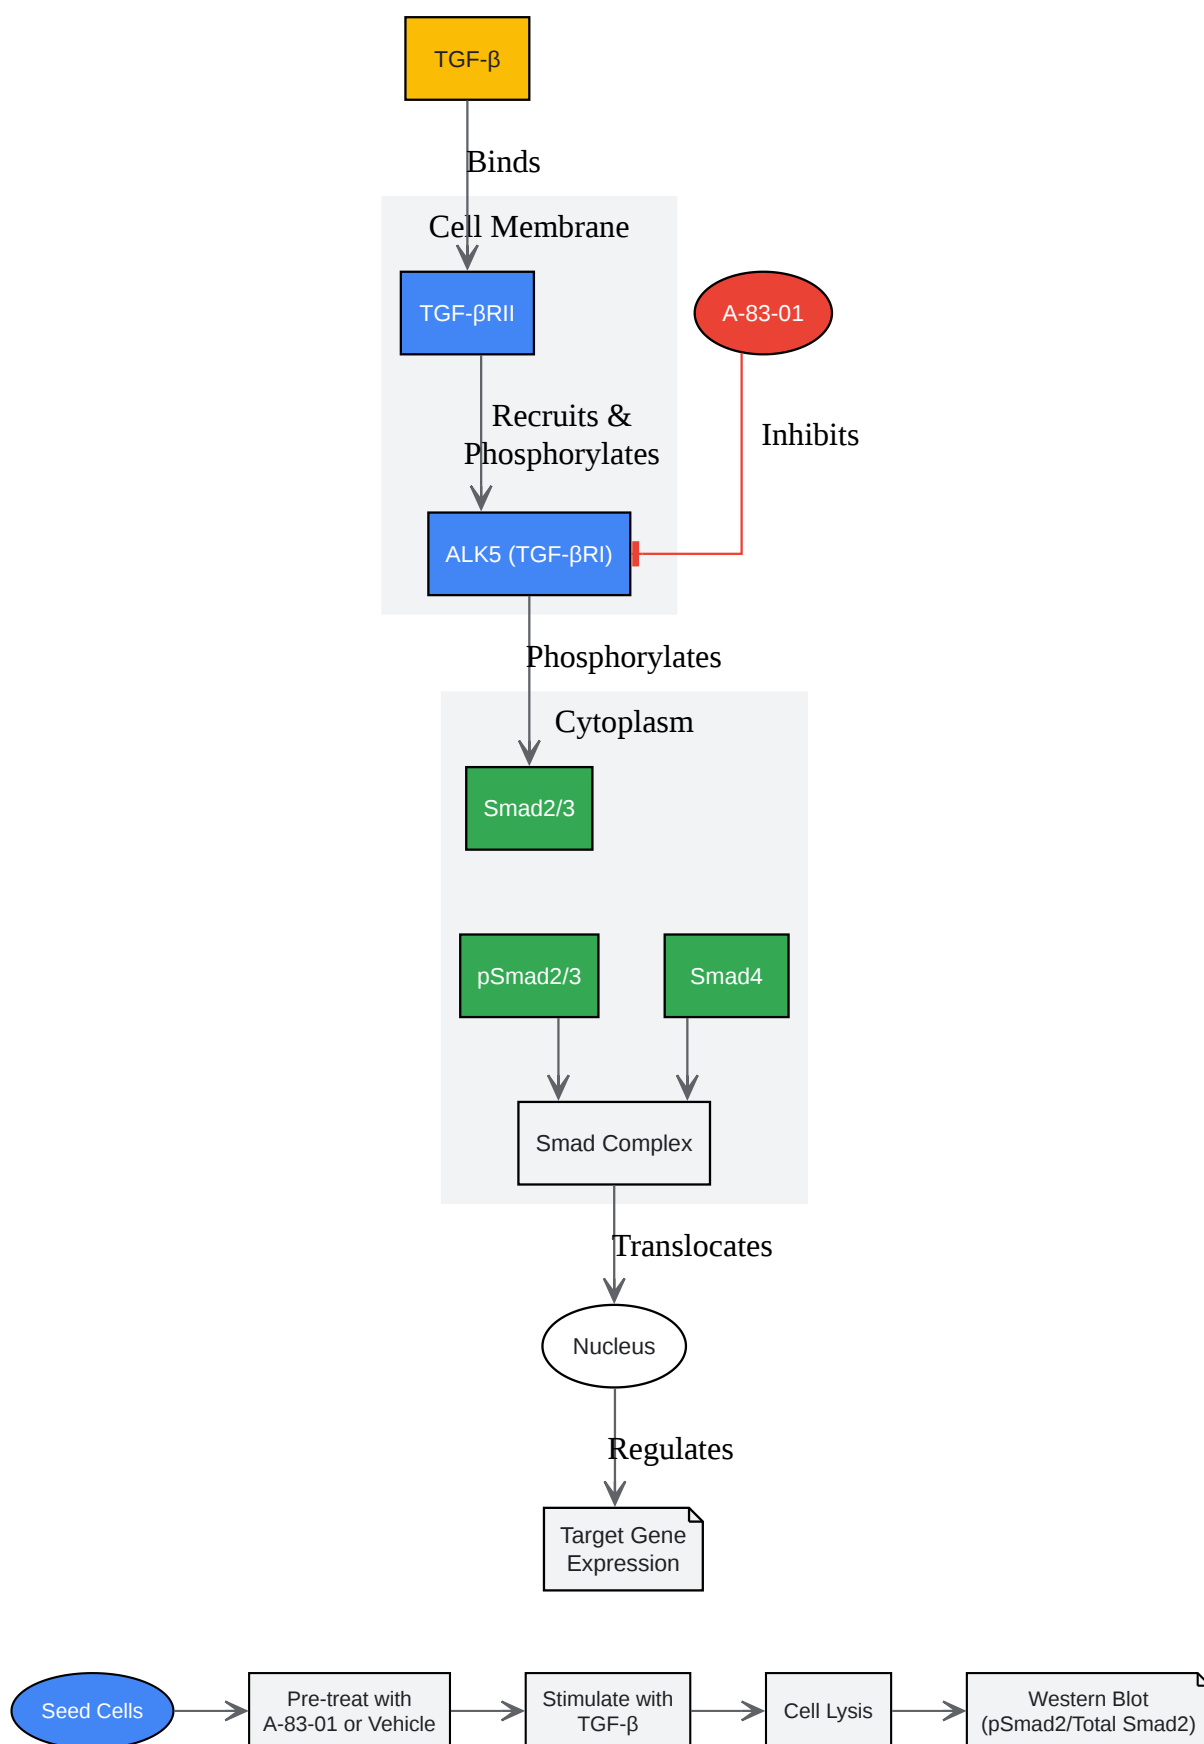 TGF-β
Binds
Cell Membrane
TGF-βRII
A-83-01
Recruits &
Phosphorylates
Inhibits
ALK5 (TGF-βRI)
Phosphorylates
Cytoplasm
Smad2/3
pSmad2/3
Smad4
Smad Complex
Translocates
Nucleus
Regulates
Target Gene
Expression
Seed Cells
Pre-treat with
A-83-01 or Vehicle
Stimulate with
TGF-β
Cell Lysis
Western Blot
(pSmad2/Total Smad2)